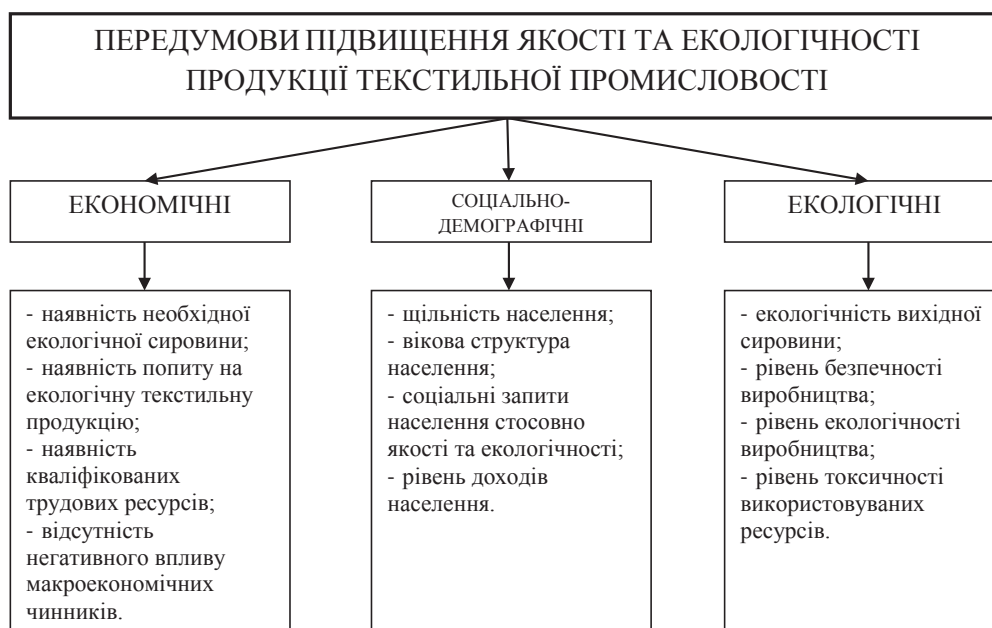 ПЕРЕДУМОВИ ПІДВИЩЕННЯ ЯКОСТІ ТА ЕКОЛОГІЧНОСТІ
ПРОДУКЦІЇ ТЕКСТИЛЬНОЇ ПРОМИСЛОВОСТІ
ЕКОНОМІЧНІ
СОЦІАЛЬНО-
ДЕМОГРАФІЧНІ
ЕКОЛОГІЧНІ
- наявність необхідної
екологічної сировини;
- наявність попиту на
екологічну текстильну
продукцію;
- наявність
кваліфікованих
трудових ресурсів;
- відсутність
негативного впливу
макроекономічних
чинників.
- щільність населення;
- вікова структура
населення;
- соціальні запити
населення стосовно
якості та екологічності;
- рівень доходів
населення.
- екологічність вихідної
сировини;
- рівень безпечності
виробництва;
- рівень екологічності
виробництва;
- рівень токсичності
використовуваних
ресурсів.